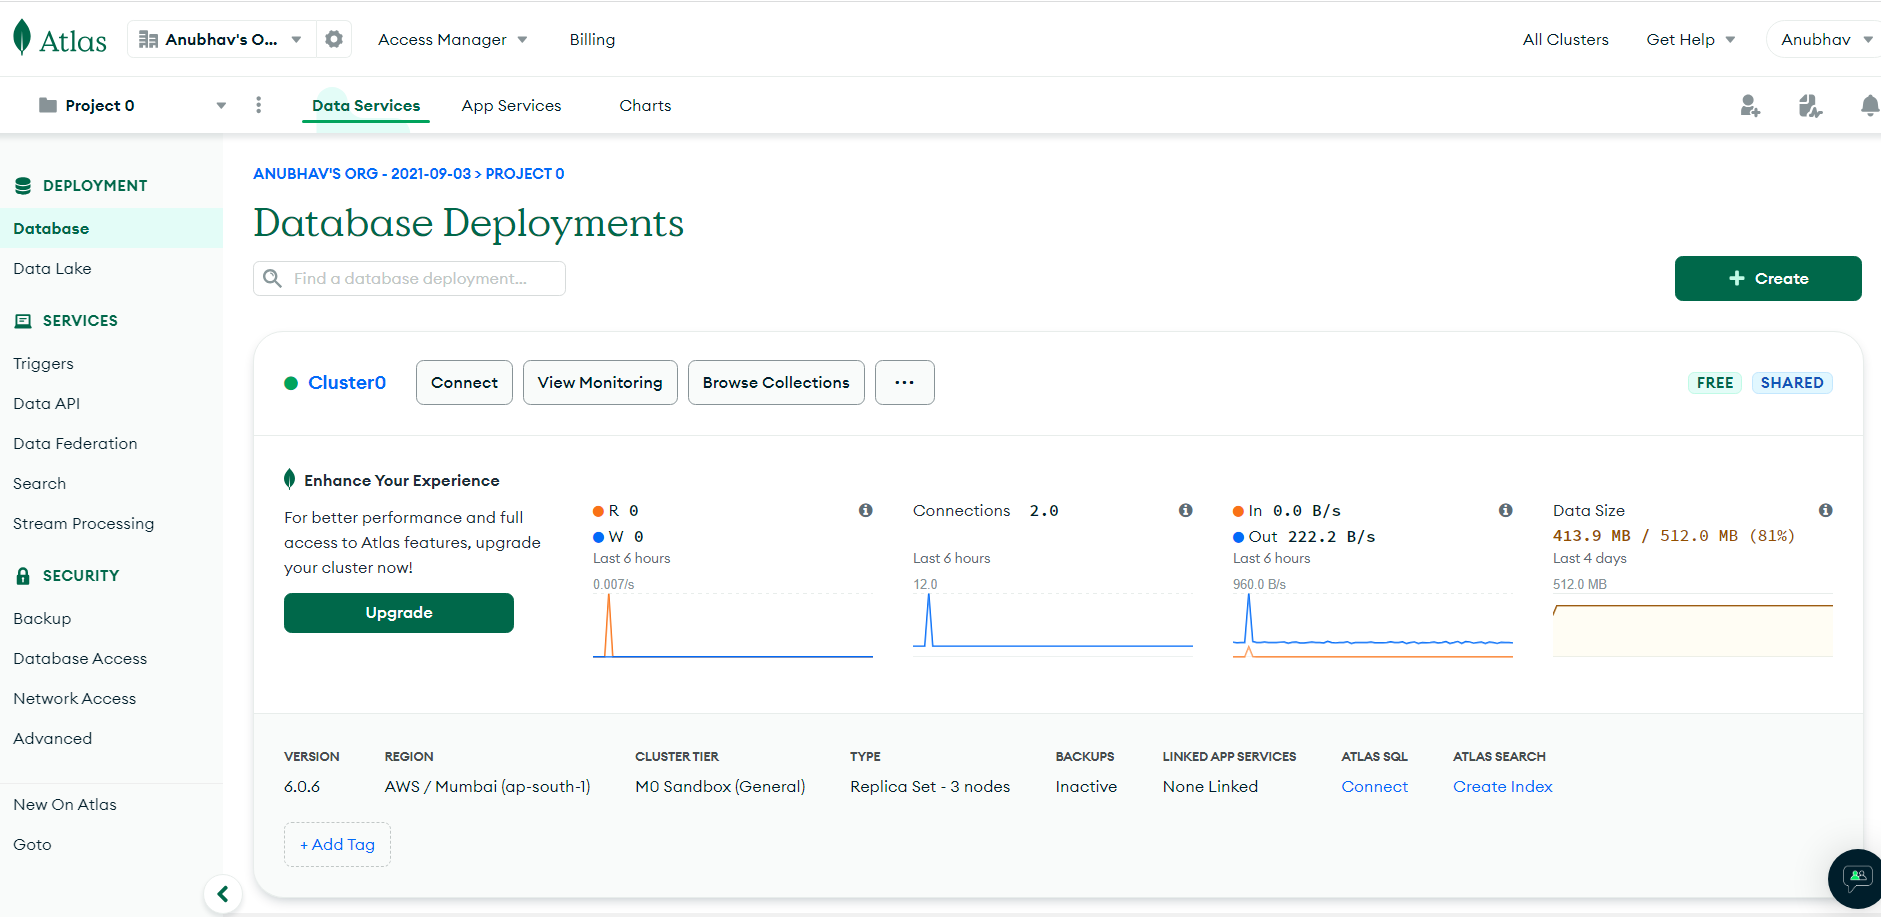 Atlas
Anubhav's O...
Access Manager
Billing
All Clusters
Get Help
Anubhav
Project 0
Data Services
App Services
Charts
DEPLOYMENT
Database
Data Lake
SERVICES
Triggers
Data API
Data Federation
Search
Stream Processing
SECURITY
Backup
Database Access
Network Access
Advanced
New On Atlas
Goto
ANUBHAV'S ORG - 2021-09-03 > PROJECT 0
Database Deployments
Find a database deployment...
+ Create
Cluster0
Connect
View Monitoring
Browse Collections
...
FREE
SHARED
Enhance Your Experience
For better performance and full
access to Atlas features, upgrade
your cluster now!
Upgrade
R 0
W 0
Last 6 hours
0.007/s
Connections 2.0
Last 6 hours
12.0
In 0.0 B/s
Out 222.2 B/s
Last 6 hours
960.0 B/s
Data Size
413.9 MB / 512.0 MB (81%)
Last 4 days
512.0 MB
VERSION
6.0.6
REGION
AWS / Mumbai (ap-south-1)
CLUSTER TIER
M0 Sandbox (General)
TYPE
Replica Set - 3 nodes
BACKUPS
Inactive
LINKED APP SERVICES
None Linked
ATLAS SQL
Connect
ATLAS SEARCH
Create Index
+ Add Tag